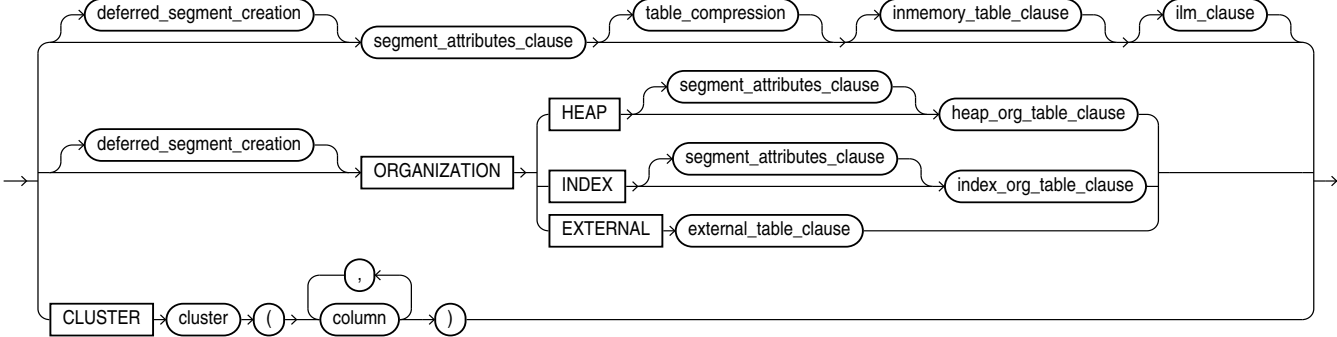 deferred_segment_creation table_compression inmemory_table_clause ilm_clause
segment_attributes_clause
segment_attributes_clause
HEAP heap_org_table_clause
deferred_segment_creation
segment_attributes_clause
ORGANIZATION
INDEX index_org_table_clause
EXTERNAL external_table_clause
,
CLUSTER cluster ( column )